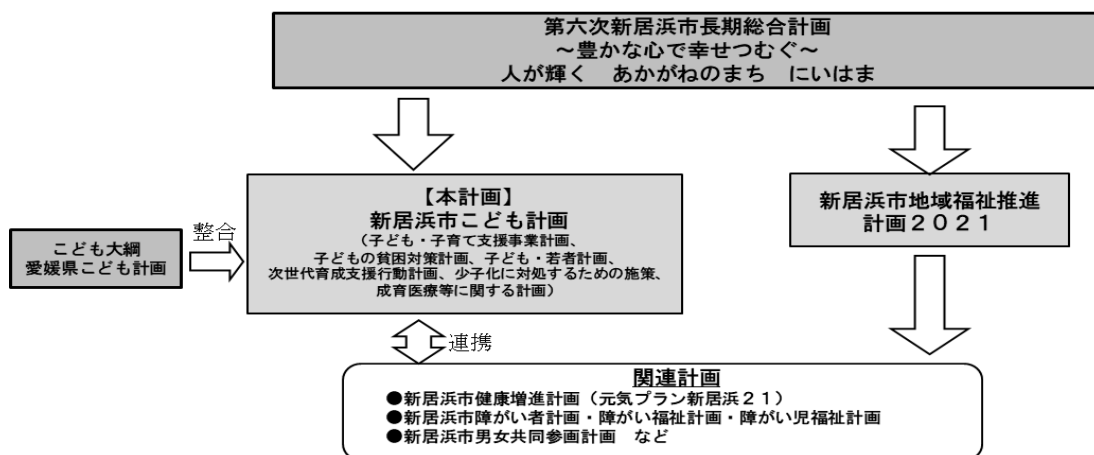 第六次新居浜市長期総合計画
～豊かな心で幸せつむぐ～
人が輝く　あかがねのまち　にいはま
【本計画】
新居浜市こども計画
（子ども・子育て支援事業計画、
子どもの貧困対策計画、子ども・若者計画、
次世代育成支援行動計画、少子化に対処するための施策、
成育医療等に関する計画）
新居浜市地域福祉推進
計画２０２１
整合
こども大綱
愛媛県こども計画
連携
関連計画
●新居浜市健康増進計画（元気プラン新居浜２１）
●新居浜市障がい者計画・障がい福祉計画・障がい児福祉計画
●新居浜市男女共同参画計画　など